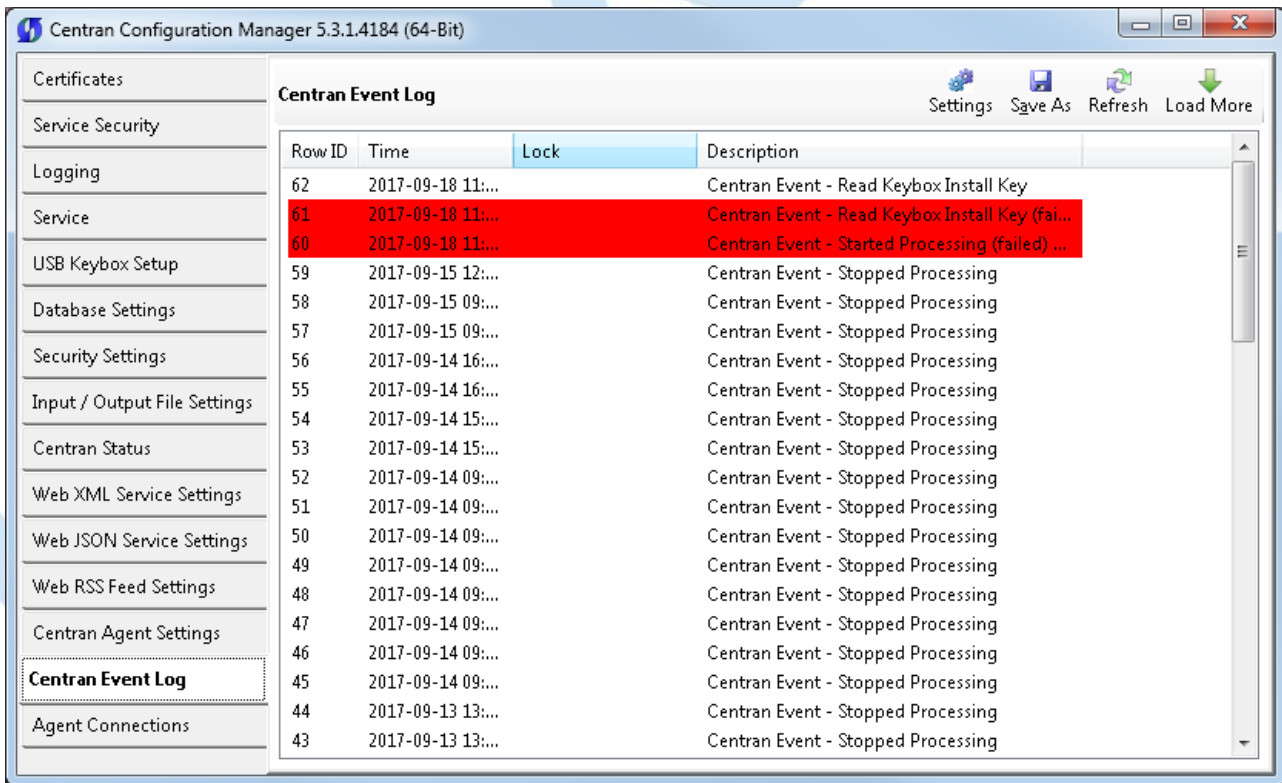 Centran Configuration Manager 5.3.1.4184 (64-Bit)
Certificates
Service Security
Logging
Service
USB Keybox Setup
Database Settings
Security Settings
Input / Output File Settings
Centran Status
Web XML Service Settings
Web JSON Service Settings
Web RSS Feed Settings
Centran Agent Settings
Centran Event Log
Agent Connections
Centran Event Log
Settings Save As Refresh Load More
Row ID Time Lock Description
62 2017-09-18 11:... Centran Event - Read Keybox Install Key
61 2017-09-18 11:... Centran Event - Read Keybox Install Key (fai...
60 2017-09-18 11:... Centran Event - Started Processing (failed) ...
59 2017-09-15 12:... Centran Event - Stopped Processing
58 2017-09-15 09:... Centran Event - Stopped Processing
57 2017-09-15 09:... Centran Event - Stopped Processing
56 2017-09-14 16:... Centran Event - Stopped Processing
55 2017-09-14 16:... Centran Event - Stopped Processing
54 2017-09-14 15:... Centran Event - Stopped Processing
53 2017-09-14 15:... Centran Event - Stopped Processing
52 2017-09-14 09:... Centran Event - Stopped Processing
51 2017-09-14 09:... Centran Event - Stopped Processing
50 2017-09-14 09:... Centran Event - Stopped Processing
49 2017-09-14 09:... Centran Event - Stopped Processing
48 2017-09-14 09:... Centran Event - Stopped Processing
47 2017-09-14 09:... Centran Event - Stopped Processing
46 2017-09-14 09:... Centran Event - Stopped Processing
45 2017-09-14 09:... Centran Event - Stopped Processing
44 2017-09-13 13:... Centran Event - Stopped Processing
43 2017-09-13 13:... Centran Event - Stopped Processing